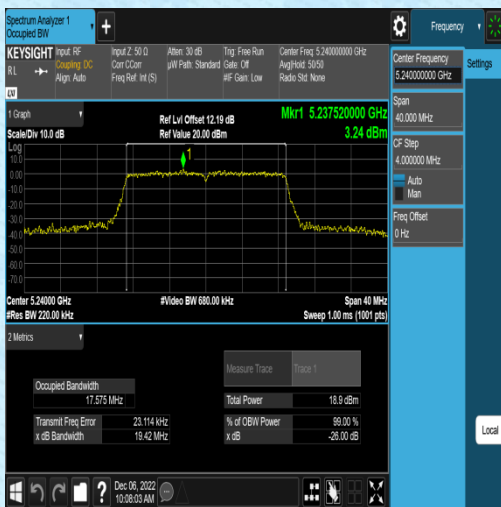 Spectrum Analyzer 1
Occupied BW
Frequency
KEYSIGHT
RL
Input: RF
Coupling: DC
Align: Auto
Input Z: 50 Ω
Corr CCorr
Freq Ref: Int (S)
Atten: 30 dB
µW Path: Standard
Trig: Free Run
Gate: Off
#IF Gain: Low
Center Freq: 5.240000000 GHz
Avg|Hold: 50/50
Radio Std: None
Center Frequency
5.240000000 GHz
Settings
Span
40.000 MHz
CF Step
4.000000 MHz
Auto
Man
Freq Offset
0 Hz
Local
1 Graph
Scale/Div 10.0 dB
Ref Lvl Offset 12.19 dB
Ref Value 20.00 dBm
Mkr1 5.237520000 GHz
3.24 dBm
Log
10.0
0.00
-10.0
-20.0
-30.0
-40.0
-50.0
-60.0
-70.0
1
Center 5.24000 GHz
#Res BW 220.00 kHz
#Video BW 680.00 kHz
Span 40 MHz
Sweep 1.00 ms (1001 pts)
2 Metrics
Measure Trace
Trace 1
Occupied Bandwidth
17.575 MHz
Total Power
18.9 dBm
Transmit Freq Error
23.114 kHz
% of OBW Power
99.00 %
x dB Bandwidth
19.42 MHz
x dB
-26.00 dB
Dec 06, 2022
10:08:03 AM